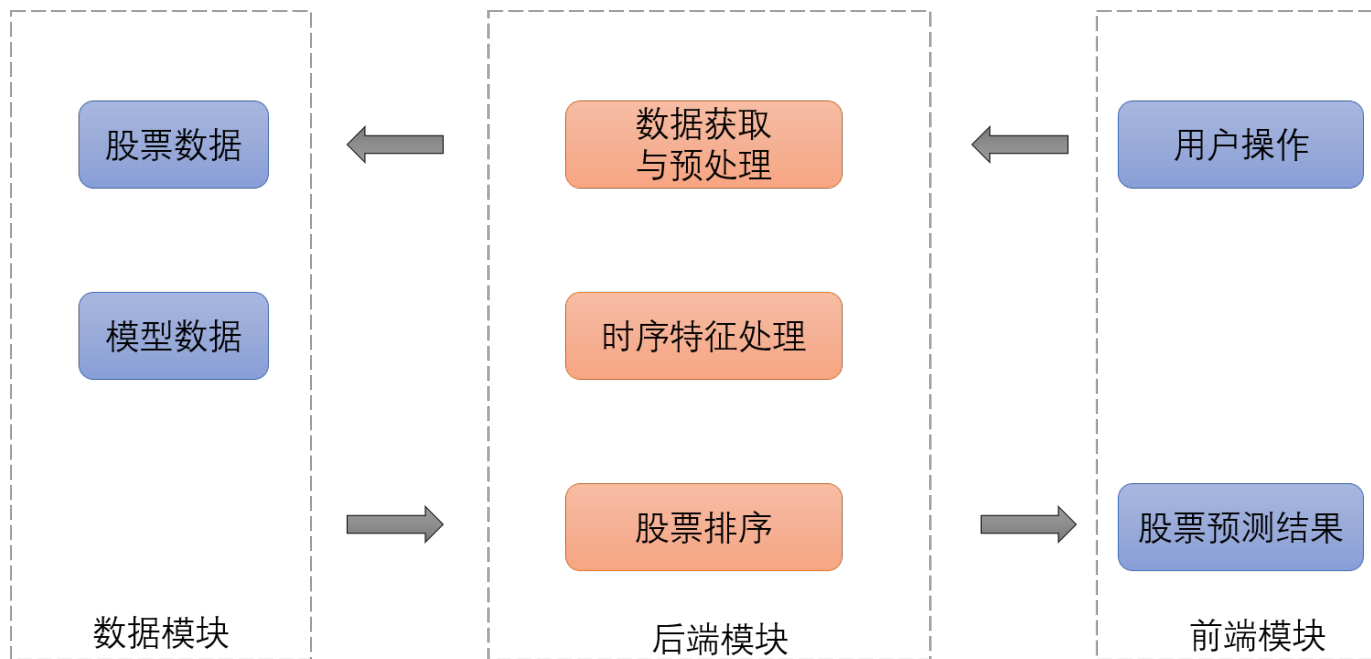 股票数据
数据获取
与预处理
用户操作
模型数据
时序特征处理
股票排序
股票预测结果
数据模块
后端模块
前端模块